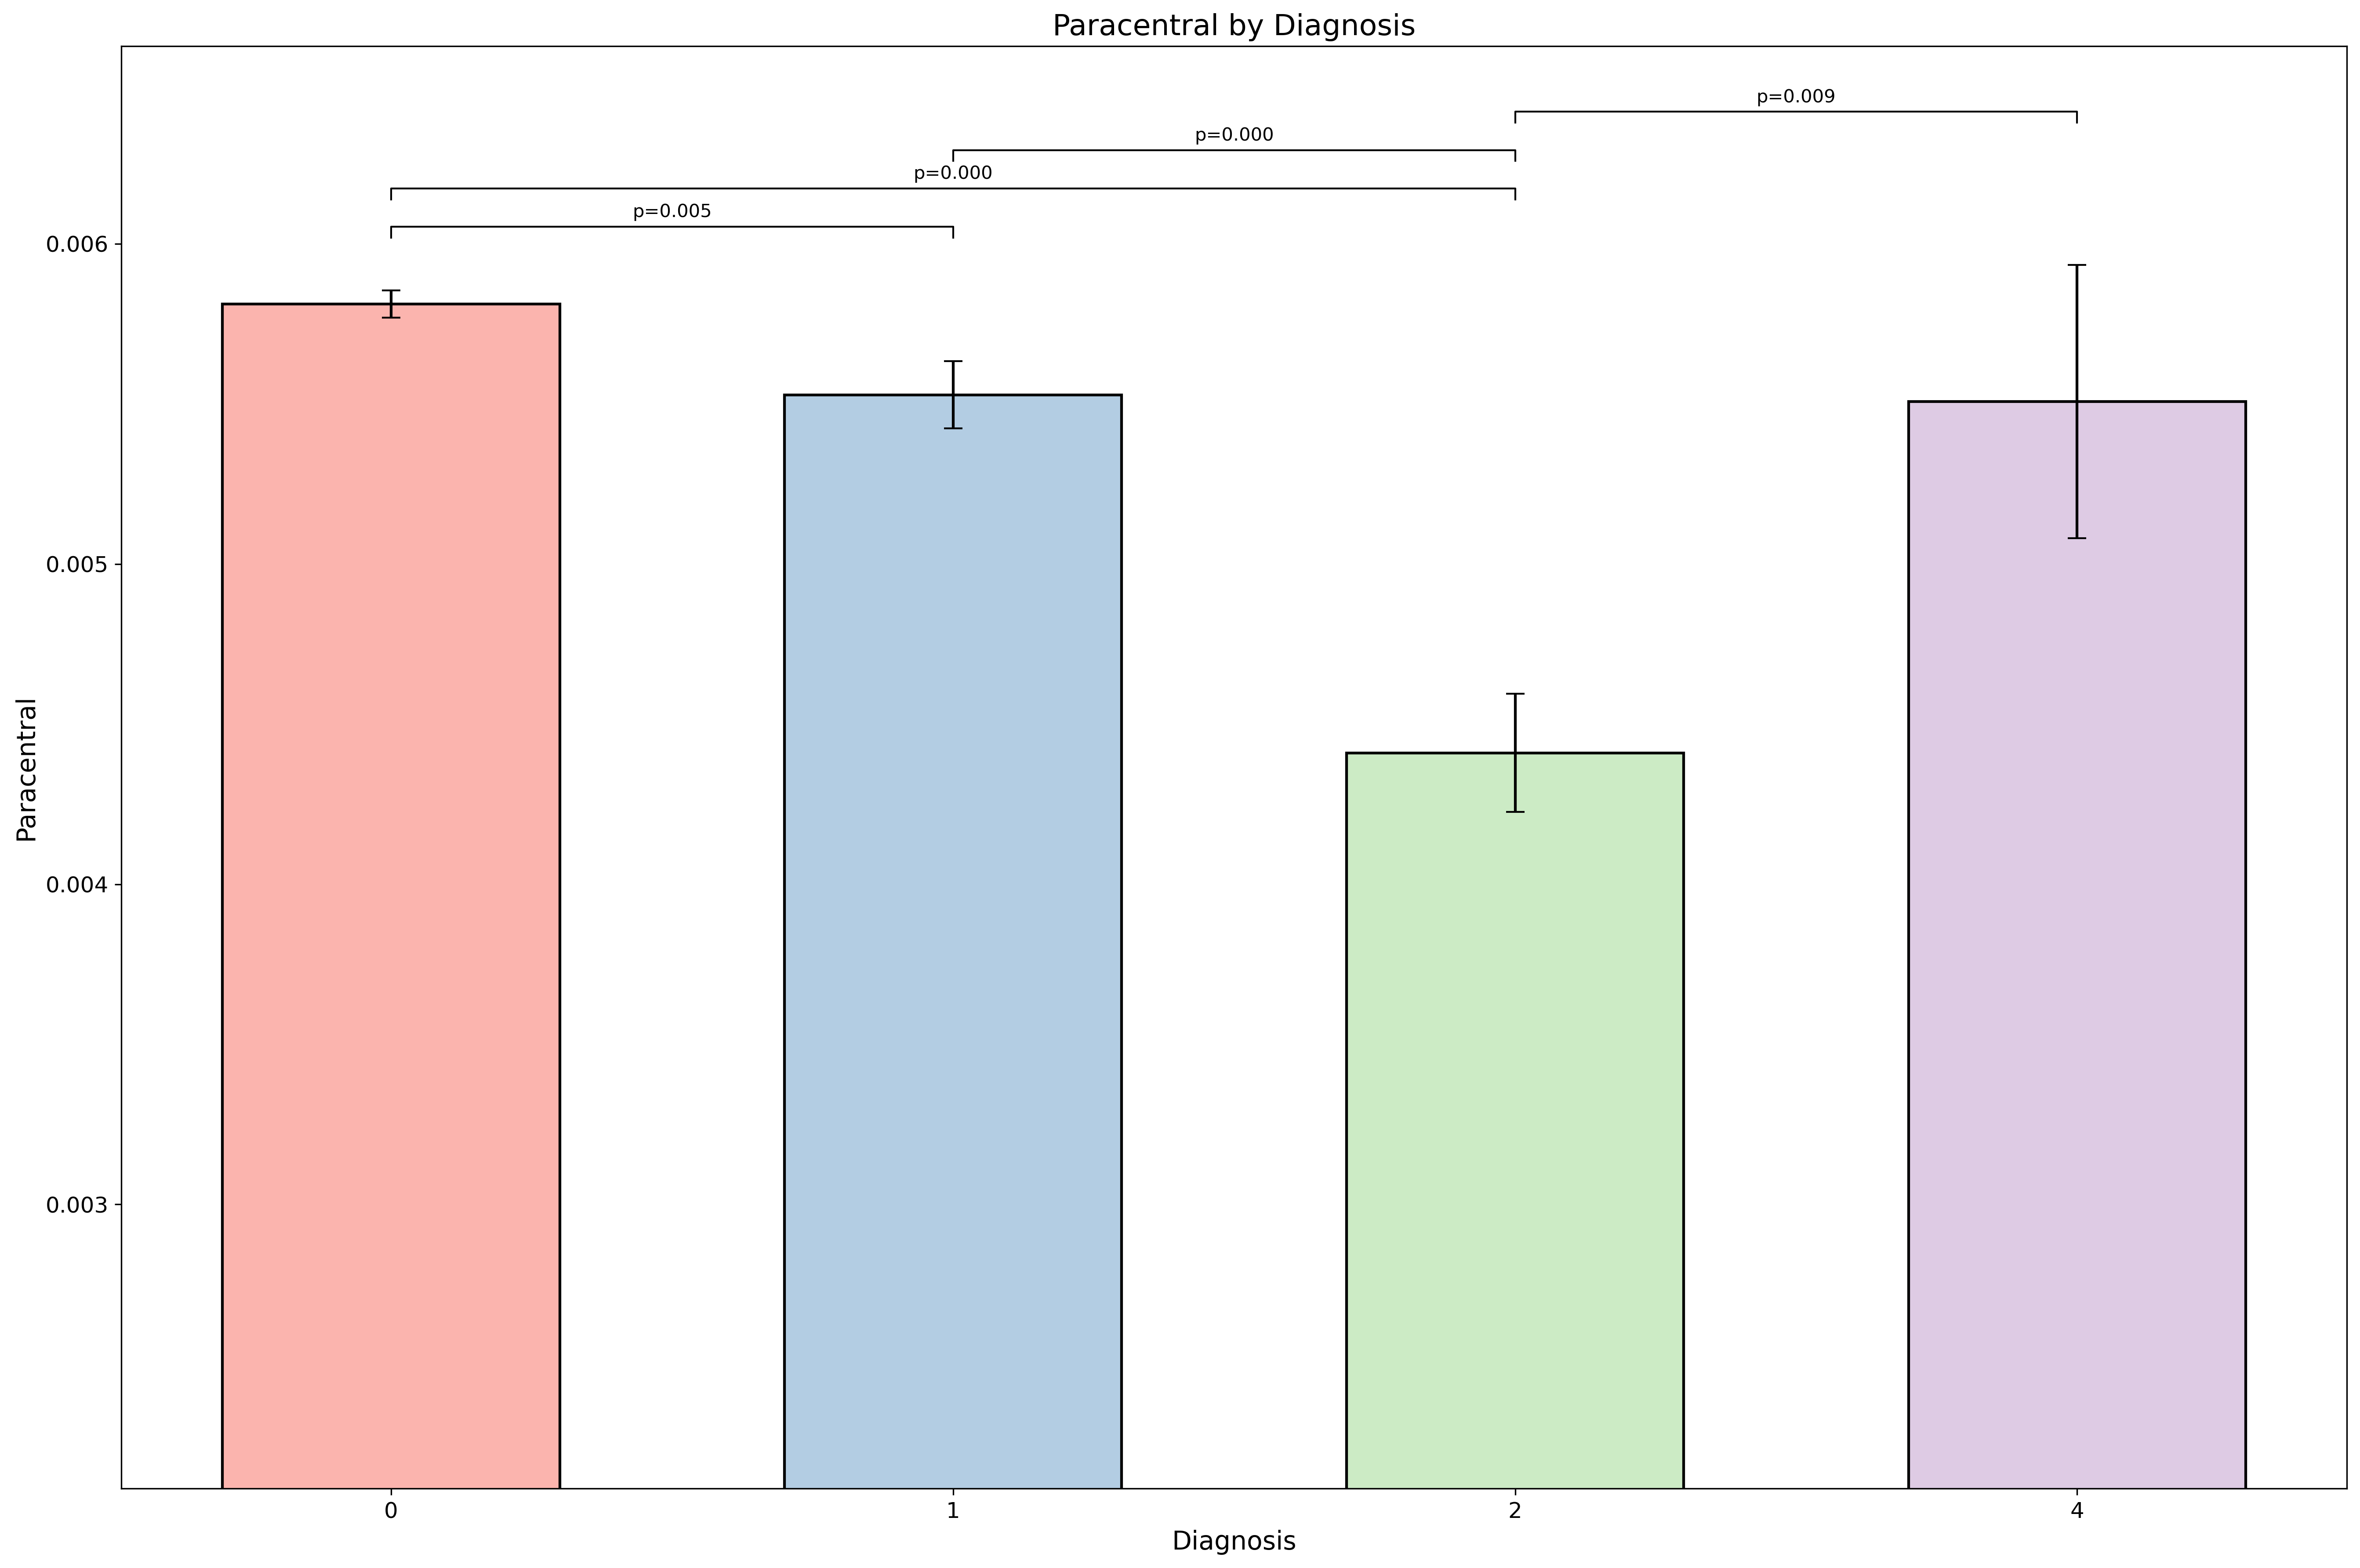 Paracentral by Diagnosis
p=0.009
p=0.000
p=0.000
p=0.005
0.006
0.005
0.004
0.003
Paracentral
0 1 2 4
Diagnosis